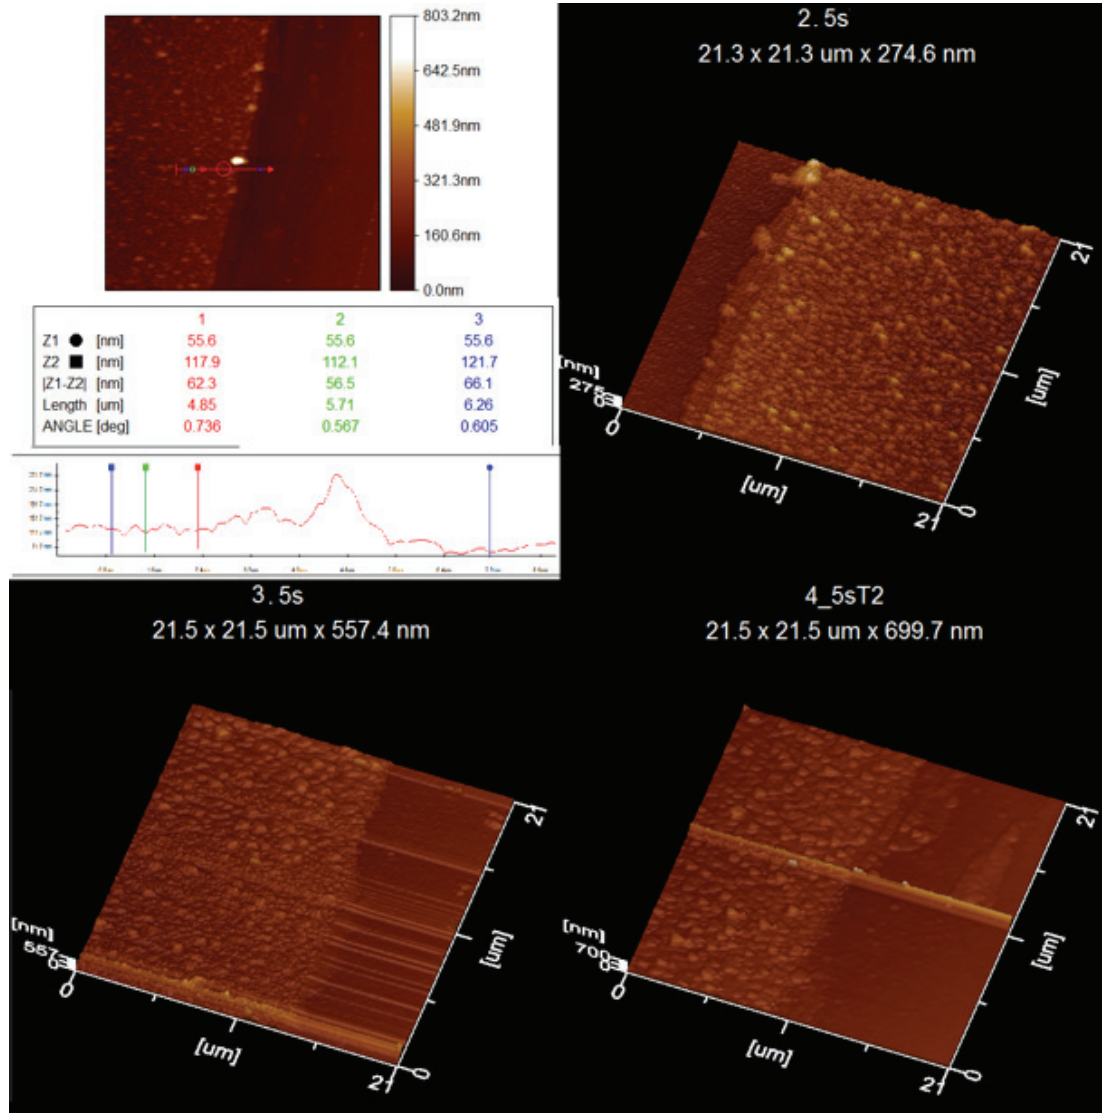 803.2nm
642.5nm
481.9nm
321.3nm
160.6nm
0.0nm
1 2 3
Z1 ● [nm] 55.6 55.6 55.6
Z2 ■ [nm] 117.9 112.1 121.7
|Z1-Z2| [nm] 62.3 56.5 66.1
Length [um] 4.85 5.71 6.26
ANGLE [deg] 0.736 0.567 0.605
2.5s
21.3 x 21.3 um x 274.6 nm
[nm]
275
0
0
[um]
21
0
[um]
21
3.5s
21.5 x 21.5 um x 557.4 nm
[nm]
557
0
0
[um]
21
0
[um]
21
4_5sT2
21.5 x 21.5 um x 699.7 nm
[nm]
700
0
0
[um]
21
0
[um]
21